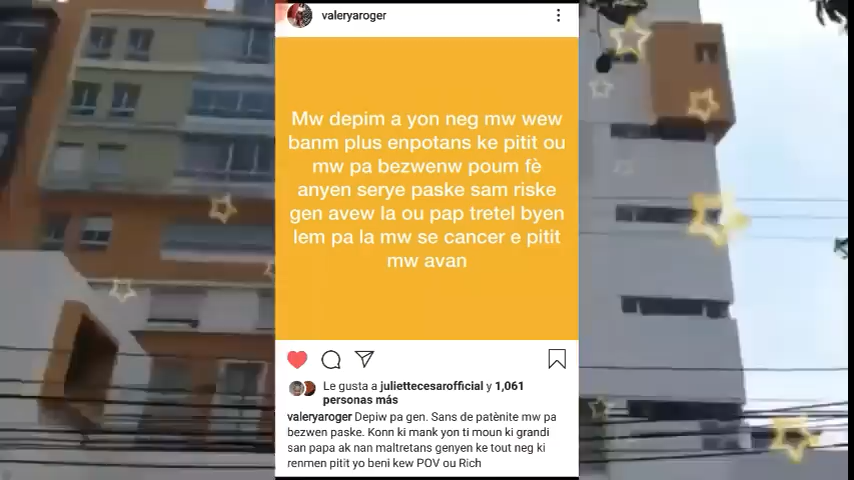 valeryaroger
Mw depim a yon neg mw wew
banm plus enpotans ke pitit ou
mw pa bezwenw poum fè
anyen serye paske sam riske
gen avew la ou pap tretel byen
lem pa la mw se cancer e pitit
mw avan
Le gusta a juliettecesarofficial y 1,061
personas más
valeryaroger Depiw pa gen. Sans de patènite mw pa
bezwen paske. Konn ki mank yon ti moun ki grandi
san papa ak nan maltretans genyen ke tout neg ki
renmen pitit yo beni kew POV ou Rich